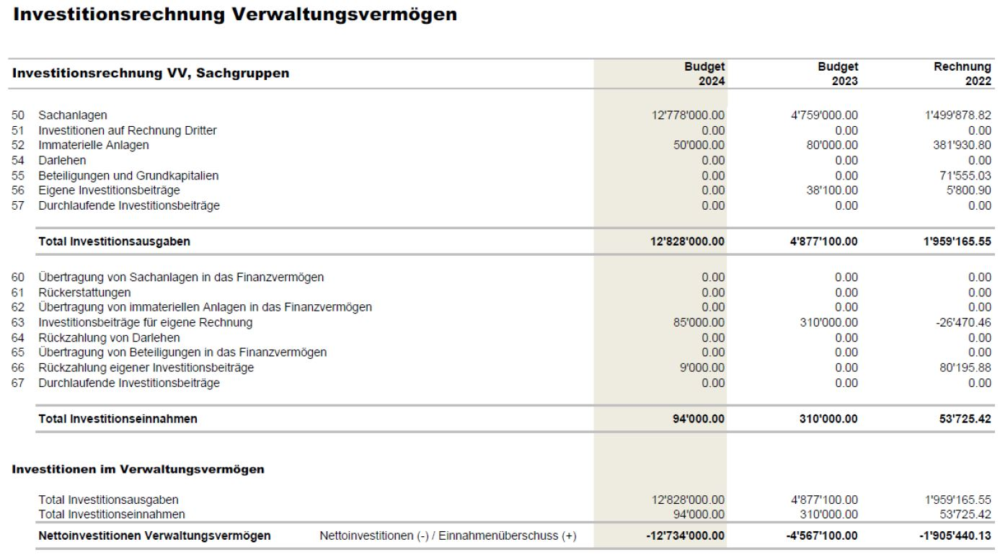 Investitionsrechnung Verwaltungsvermögen
Investitionsrechnung VV, Sachgruppen Budget 2024 Budget 2023 Rechnung 2022
50 Sachanlagen 12'778'000.00 4'759'000.00 1'499'878.82
51 Investitionen auf Rechnung Dritter 0.00 0.00 0.00
52 Immaterielle Anlagen 50'000.00 80'000.00 381'930.80
54 Darlehen 0.00 0.00 0.00
55 Beteiligungen und Grundkapitalien 0.00 0.00 71'555.03
56 Eigene Investitionsbeiträge 0.00 38'100.00 5'800.90
57 Durchlaufende Investitionsbeiträge 0.00 0.00 0.00
Total Investitionsausgaben 12'828'000.00 4'877'100.00 1'959'165.55
60 Übertragung von Sachanlagen in das Finanzvermögen 0.00 0.00 0.00
61 Rückerstattungen 0.00 0.00 0.00
62 Übertragung von immateriellen Anlagen in das Finanzvermögen 0.00 0.00 0.00
63 Investitionsbeiträge für eigene Rechnung 85'000.00 310'000.00 -26'470.46
64 Rückzahlung von Darlehen 0.00 0.00 0.00
65 Übertragung von Beteiligungen in das Finanzvermögen 0.00 0.00 0.00
66 Rückzahlung eigener Investitionsbeiträge 9'000.00 0.00 80'195.88
67 Durchlaufende Investitionsbeiträge 0.00 0.00 0.00
Total Investitionseinnahmen 94'000.00 310'000.00 53'725.42
Investitionen im Verwaltungsvermögen
Total Investitionsausgaben 12'828'000.00 4'877'100.00 1'959'165.55
Total Investitionseinnahmen 94'000.00 310'000.00 53'725.42
Nettoinvestitionen Verwaltungsvermögen Nettoinvestitionen (-) / Einnahmenüberschuss (+) -12'734'000.00 -4'567'100.00 -1'905'440.13